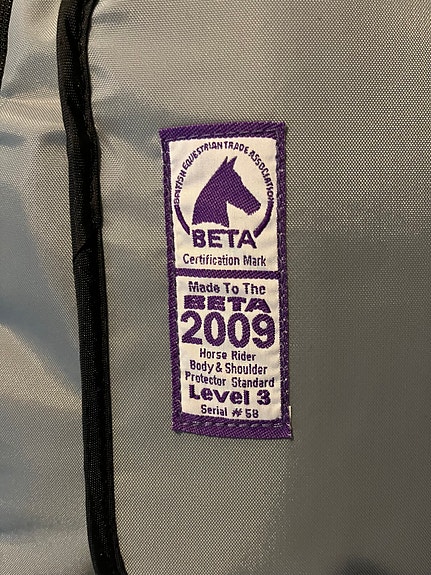 BRITISH EQUESTRIAN TRADE ASSOCIATION
BETA
Certification Mark
Made To The
BETA
2009
Horse Rider
Body & Shoulder
Protector Standard
Level 3
Serial # 58